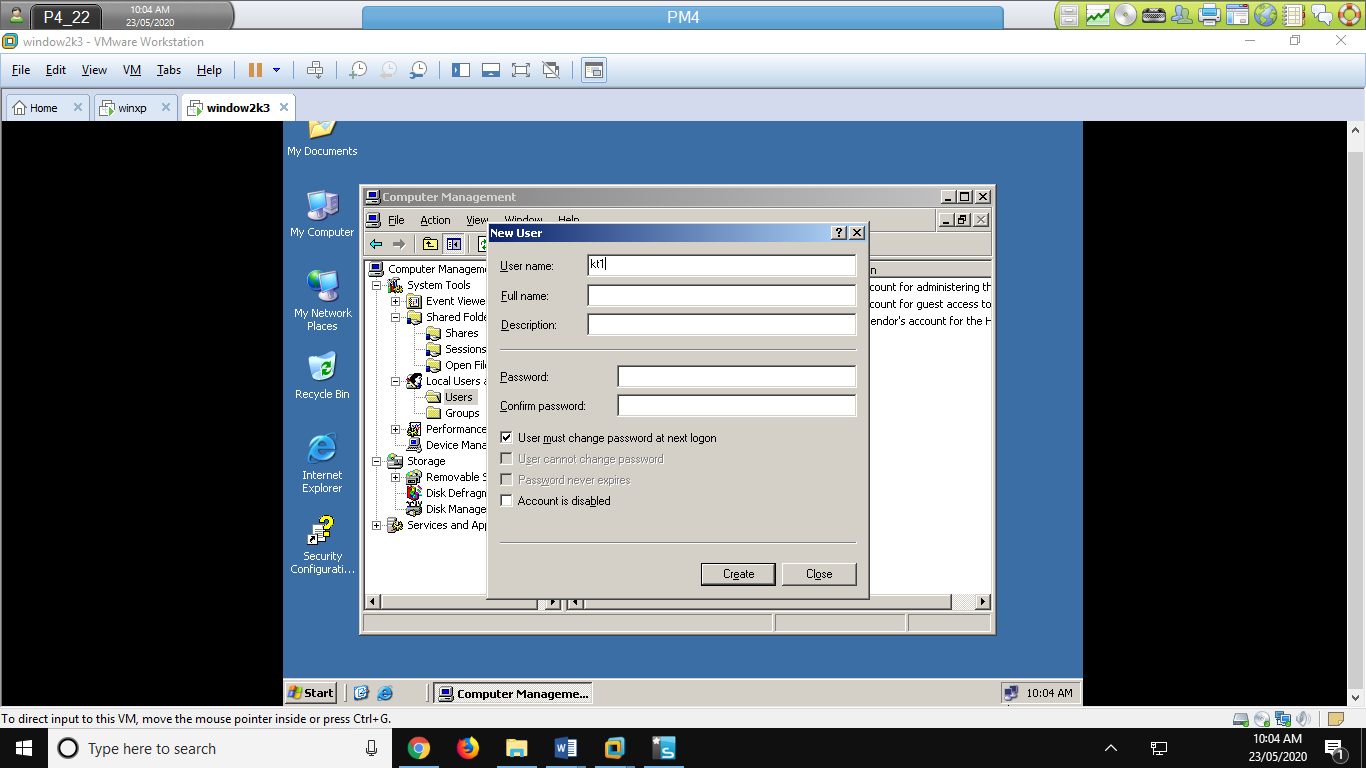 P4_22
10:04 AM
23/05/2020
PM4
window2k3 - VMware Workstation
File Edit View VM Tabs Help
Home winxp window2k3
My Documents
My Computer
My Network
Places
Recycle Bin
Internet
Explorer
Security
Configurati...
Computer Management
File Action View Window Help
Computer Manageme
System Tools
Event Viewe
Shared Folde
Shares
Sessions
Open Fil
Local Users a
Users
Groups
Performance
Device Mana
Storage
Removable S
Disk Defragm
Disk Manage
Services and App
n
count for administering th
count for guest access to
endor's account for the H
New User
User name: kt1
Full name:
Description:
Password:
Confirm password:
User must change password at next logon
User cannot change password
Password never expires
Account is disabled
Create Close
Start Computer Manageme... 10:04 AM
To direct input to this VM, move the mouse pointer inside or press Ctrl+G.
Type here to search
10:04 AM
23/05/2020
1